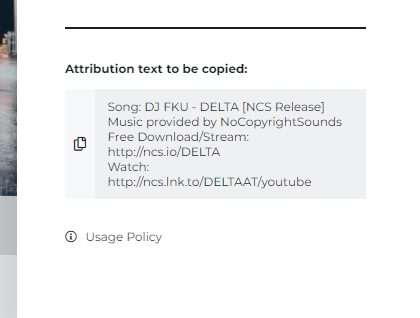 Attribution text to be copied:
Song: DJ FKU - DELTA [NCS Release]
Music provided by NoCopyrightSounds
Free Download/Stream:
http://ncs.io/DELTA
Watch:
http://ncs.lnk.to/DELTAAT/youtube
Usage Policy